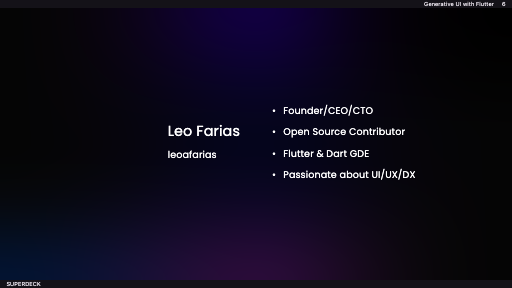 Generative UI with Flutter 6
Leo Farias
leoafarias
• Founder/CEO/CTO
• Open Source Contributor
• Flutter & Dart GDE
• Passionate about UI/UX/DX
SUPERDECK